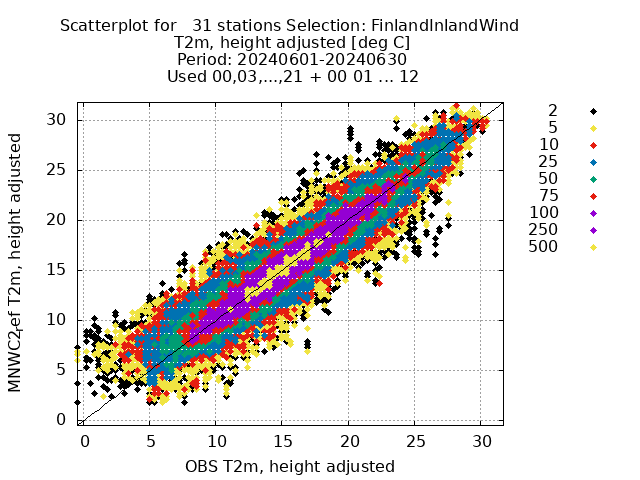 Scatterplot for   31 stations Selection: FinlandInlandWind
T2m, height adjusted [deg C]
Period: 20240601-20240630
Used 00,03,...,21 + 00 01 ... 12
MNWC2,ef T2m, height adjusted
30
25
20
15
10
5
0
0 5 10 15 20 25 30
OBS T2m, height adjusted
2
5
10
25
50
75
100
250
500